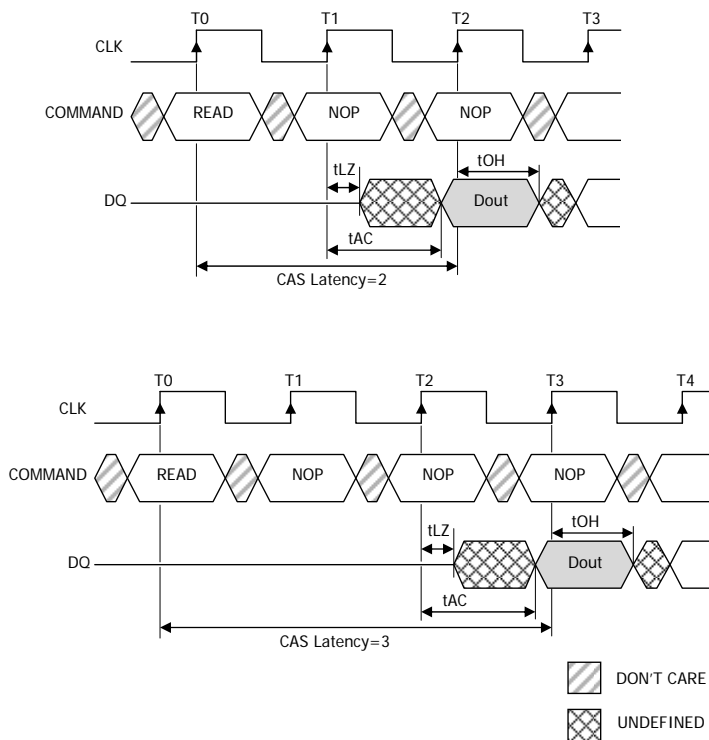 T0 T1 T2 T3
CLK
COMMAND READ NOP NOP
tLZ tOH
DQ Dout
tAC
CAS Latency=2
T0 T1 T2 T3 T4
CLK
COMMAND READ NOP NOP NOP
tLZ tOH
DQ Dout
tAC
CAS Latency=3
DON'T CARE
UNDEFINED